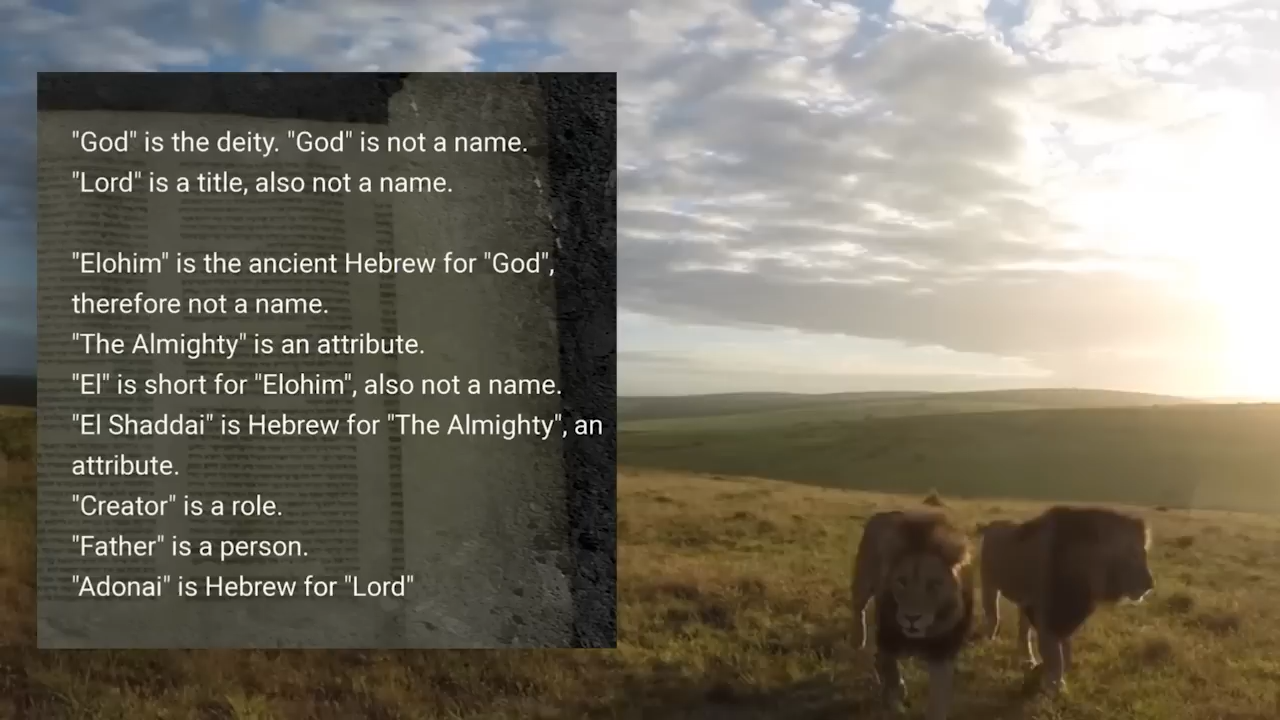 "God" is the deity. "God" is not a name.
"Lord" is a title, also not a name.
"Elohim" is the ancient Hebrew for "God",
therefore not a name.
"The Almighty" is an attribute.
"El" is short for "Elohim", also not a name.
"El Shaddai" is Hebrew for "The Almighty", an
attribute.
"Creator" is a role.
"Father" is a person.
"Adonai" is Hebrew for "Lord"